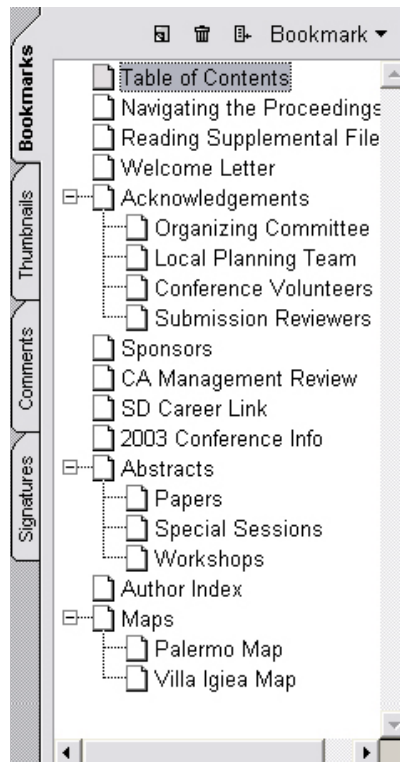 Bookmark
Bookmarks
Thumbnails
Comments
Signatures
Table of Contents
Navigating the Proceedings
Reading Supplemental File
Welcome Letter
Acknowledgements
Organizing Committee
Local Planning Team
Conference Volunteers
Submission Reviewers
Sponsors
CA Management Review
SD Career Link
2003 Conference Info
Abstracts
Papers
Special Sessions
Workshops
Author Index
Maps
Palermo Map
Villa Igiea Map